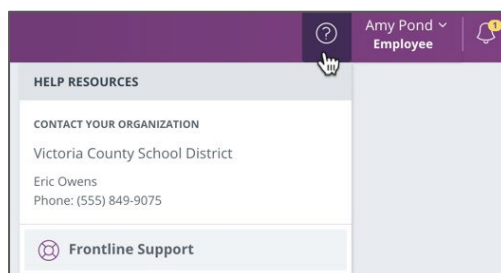 Amy Pond
Employee
1
HELP RESOURCES
CONTACT YOUR ORGANIZATION
Victoria County School District
Eric Owens
Phone: (555) 849-9075
Frontline Support